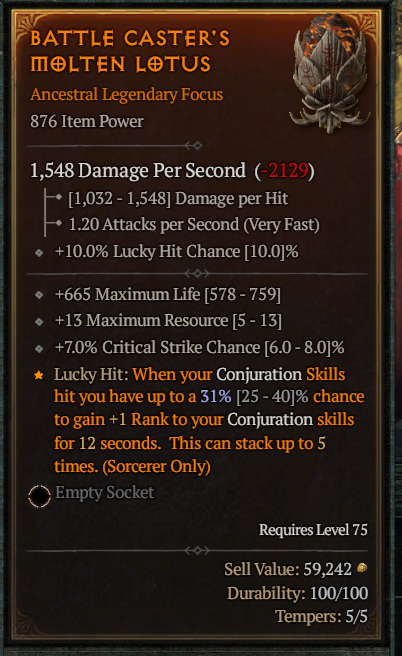 BATTLE CASTER'S
MOLTEN LOTUS
Ancestral Legendary Focus
876 Item Power
1,548 Damage Per Second (-2129)
[1,032 - 1,548] Damage per Hit
1.20 Attacks per Second (Very Fast)
+10.0% Lucky Hit Chance [10.0]%
+665 Maximum Life [578 - 759]
+13 Maximum Resource [5 - 13]
+7.0% Critical Strike Chance [6.0 - 8.0]%
Lucky Hit: When your Conjuration Skills
hit you have up to a 31% [25 - 40]% chance
to gain +1 Rank to your Conjuration skills
for 12 seconds. This can stack up to 5
times. (Sorcerer Only)
Empty Socket
Requires Level 75
Sell Value: 59,242
Durability: 100/100
Tempers: 5/5